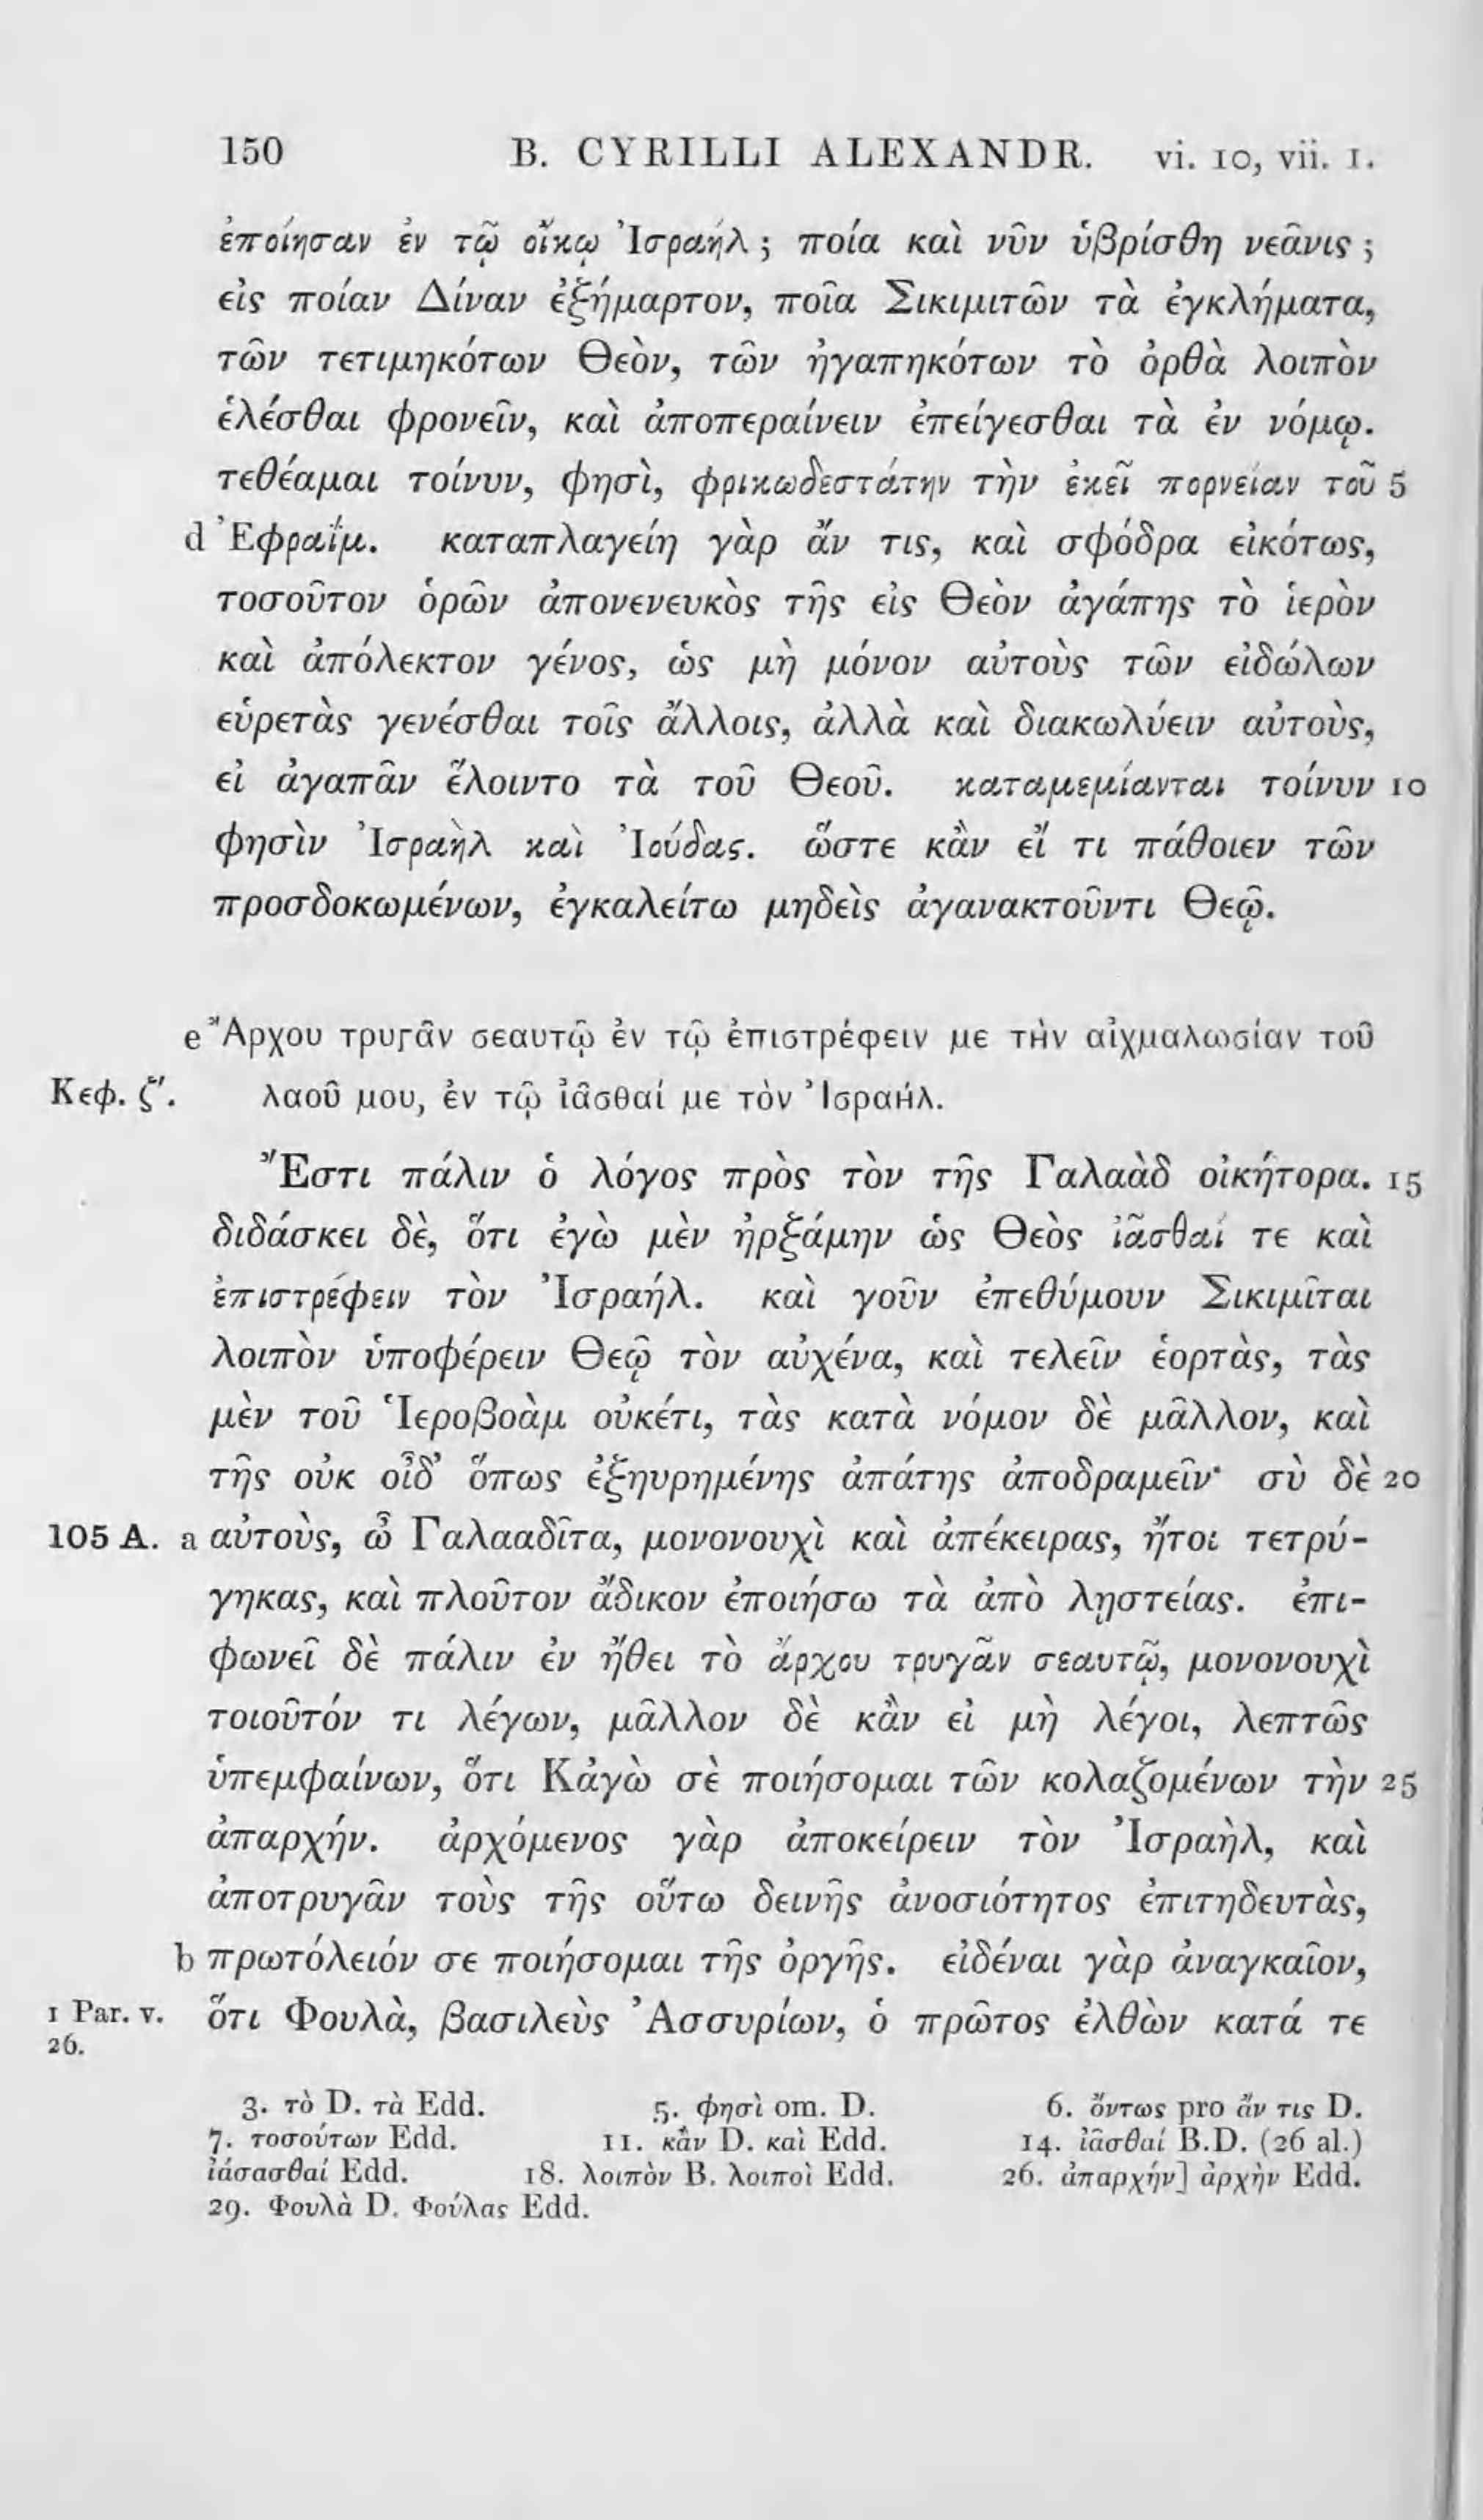 150 B. CYRILLI ALEXANDR. vi. 10, vii. 1.
ἐποίησαν ἐν τῷ οἴκῳ Ἰσραήλ; ποία καὶ νῦν ὑβρίσθη νεᾶνις;
εἰς ποίαν Δίναν ἐξήμαρτον, ποῖα Σικιμιτῶν τὰ ἐγκλήματα,
τῶν τετιμηκότων Θεὸν, τῶν ἠγαπηκότων τὸ ὀρθὰ λοιπὸν
ἑλέσθαι φρονεῖν, καὶ ἀποπεραίνειν ἐπείγεσθαι τὰ ἐν νόμῳ.
τεθέαμαι τοίνυν, φησὶ, φρικωδεστάτην τὴν ἐκεῖ πορνείαν τοῦ 5
d Ἐφραΐμ. καταπλαγείη γὰρ ἄν τις, καὶ σφόδρα εἰκότως,
τοσοῦτον ὁρῶν ἀπονενευκὸς τῆς εἰς Θεὸν ἀγάπης τὸ ἱερὸν
καὶ ἀπόλεκτον γένος, ὡς μὴ μόνον αὐτοὺς τῶν εἰδώλων
εὑρετὰς γενέσθαι τοῖς ἄλλοις, ἀλλὰ καὶ διακωλύειν αὐτοὺς,
εἰ ἀγαπᾶν ἕλοιντο τὰ τοῦ Θεοῦ. καταμεμίανται τοίνυν 10
φησὶν Ἰσραὴλ καὶ Ἰούδας. ὥστε κἂν εἴ τι πάθοιεν τῶν
προσδοκωμένων, ἐγκαλείτω μηδεὶς ἀγανακτοῦντι Θεῷ.
e Ἄρχου τρυγᾶν σεαυτῷ ἐν τῷ ἐπιστρέφειν με τὴν αἰχμαλωσίαν τοῦ
Κεφ. ζ'. λαοῦ μου, ἐν τῷ ἰᾶσθαί με τὸν Ἰσραήλ.
Ἔστι πάλιν ὁ λόγος πρὸς τὸν τῆς Γαλαὰδ οἰκήτορα. 15
διδάσκει δὲ, ὅτι ἐγὼ μὲν ἠρξάμην ὡς Θεὸς ἰᾶσθαί τε καὶ
ἐπιστρέφειν τὸν Ἰσραήλ. καὶ γοῦν ἐπεθύμουν Σικιμῖται
λοιπὸν ὑποφέρειν Θεῷ τὸν αὐχένα, καὶ τελεῖν ἑορτὰς, τὰς
μὲν τοῦ Ἱεροβοὰμ οὐκέτι, τὰς κατὰ νόμον δὲ μᾶλλον, καὶ
τῆς οὐκ οἶδ' ὅπως ἐξηυρημένης ἀπάτης ἀποδραμεῖν· σὺ δὲ 20
105 A. a αὐτοὺς, ὦ Γαλααδῖτα, μονονουχὶ καὶ ἀπέκειρας, ἤτοι τετρύ-
γηκας, καὶ πλοῦτον ἄδικον ἐποιήσω τὰ ἀπὸ λῃστείας. ἐπι-
φωνεῖ δὲ πάλιν ἐν ἤθει τὸ ἄρχου τρυγᾶν σεαυτῷ, μονονουχὶ
τοιοῦτόν τι λέγων, μᾶλλον δὲ κἂν εἰ μὴ λέγοι, λεπτῶς
ὑπεμφαίνων, ὅτι Κἀγὼ σὲ ποιήσομαι τῶν κολαζομένων τὴν 25
ἀπαρχήν. ἀρχόμενος γὰρ ἀποκείρειν τὸν Ἰσραὴλ, καὶ
ἀποτρυγᾶν τοὺς τῆς οὕτω δεινῆς ἀνοσιότητος ἐπιτηδευτὰς,
b πρωτόλειόν σε ποιήσομαι τῆς ὀργῆς. εἰδέναι γὰρ ἀναγκαῖον,
1 Par. v. ὅτι Φουλὰ, βασιλεὺς Ἀσσυρίων, ὁ πρῶτος ἐλθὼν κατά τε
26.
3. τὸ D. τὰ Edd. 5. φησὶ om. D. 6. ὄντως pro ἄν τις D.
7. τοσούτων Edd. 11. κἂν D. καὶ Edd. 14. ἰᾶσθαί B.D. (26 al.)
ἰάσασθαί Edd. 18. λοιπὸν B. λοιποὶ Edd. 26. ἀπαρχήν] ἀρχὴν Edd.
29. Φουλὰ D. Φούλας Edd.